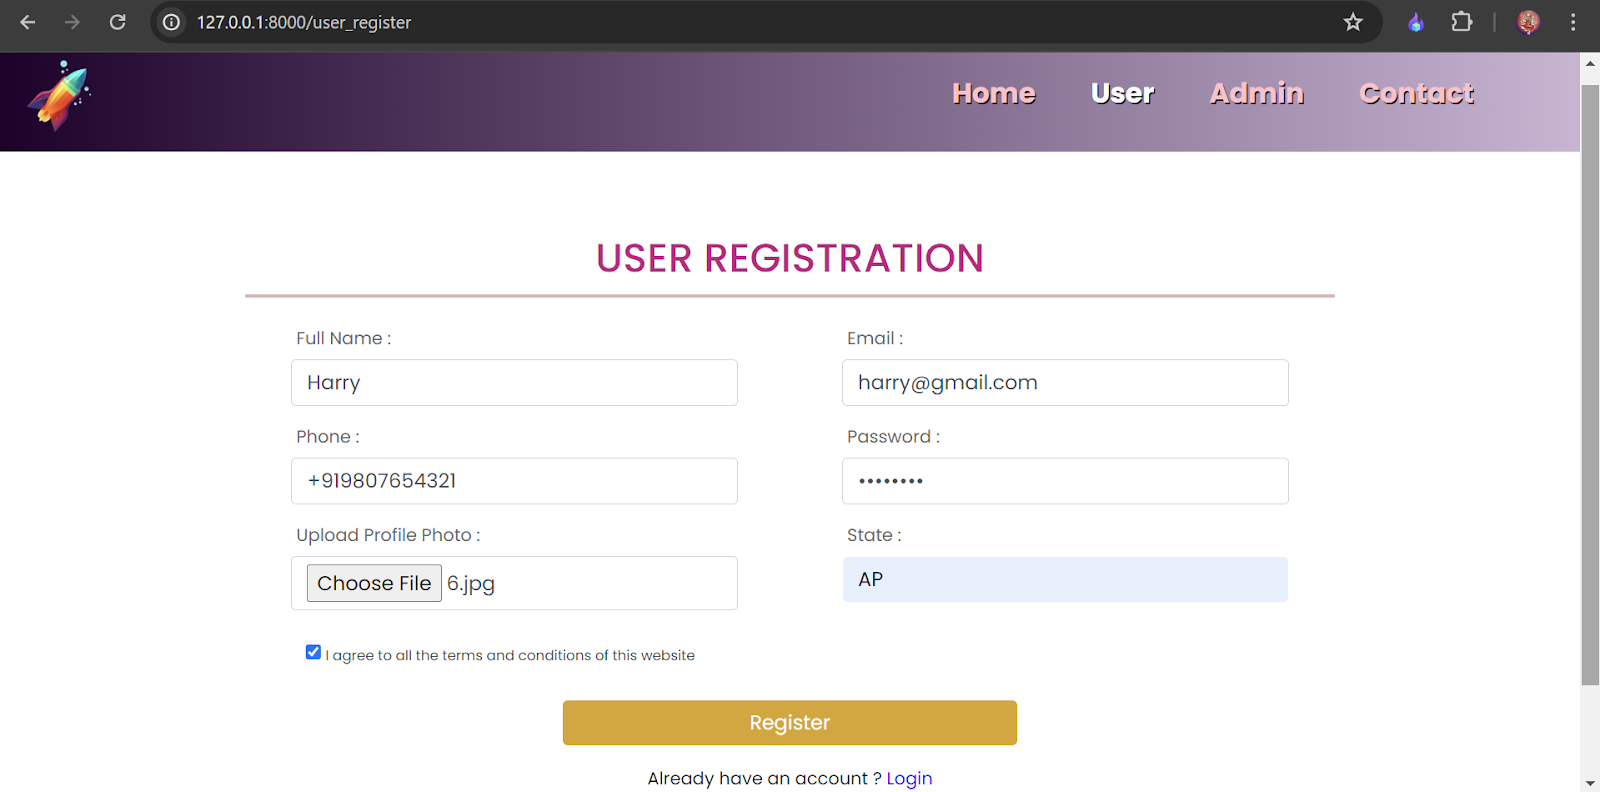 127.0.0.1:8000/user_register
Home User Admin Contact
USER REGISTRATION
Full Name : Email :
Harry harry@gmail.com
Phone : Password :
+919807654321 ••••••••
Upload Profile Photo : State :
Choose File 6.jpg AP
I agree to all the terms and conditions of this website
Register
Already have an account ? Login